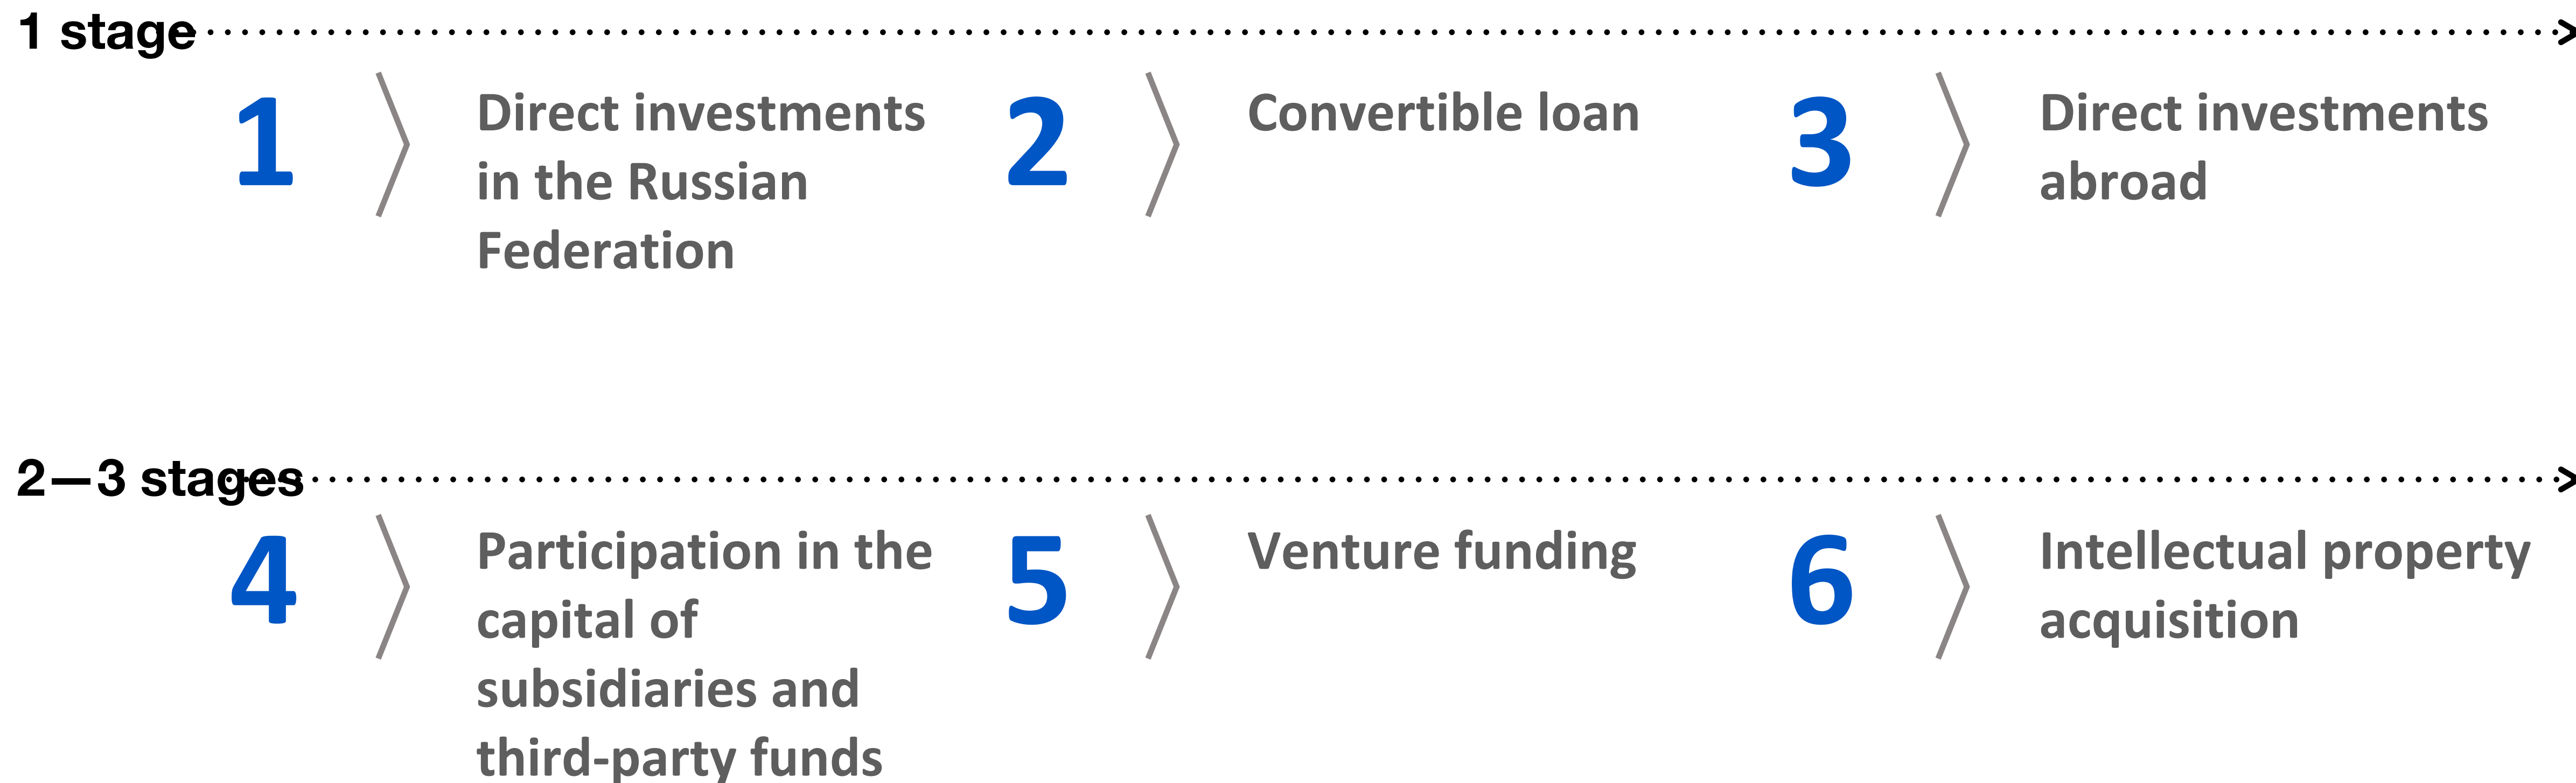 1 stage
1
Direct investments
in the Russian
Federation
2
Convertible loan
3
Direct investments
abroad
2—3 stages
4
Participation in the
capital of
subsidiaries and
third-party funds
5
Venture funding
6
Intellectual property
acquisition